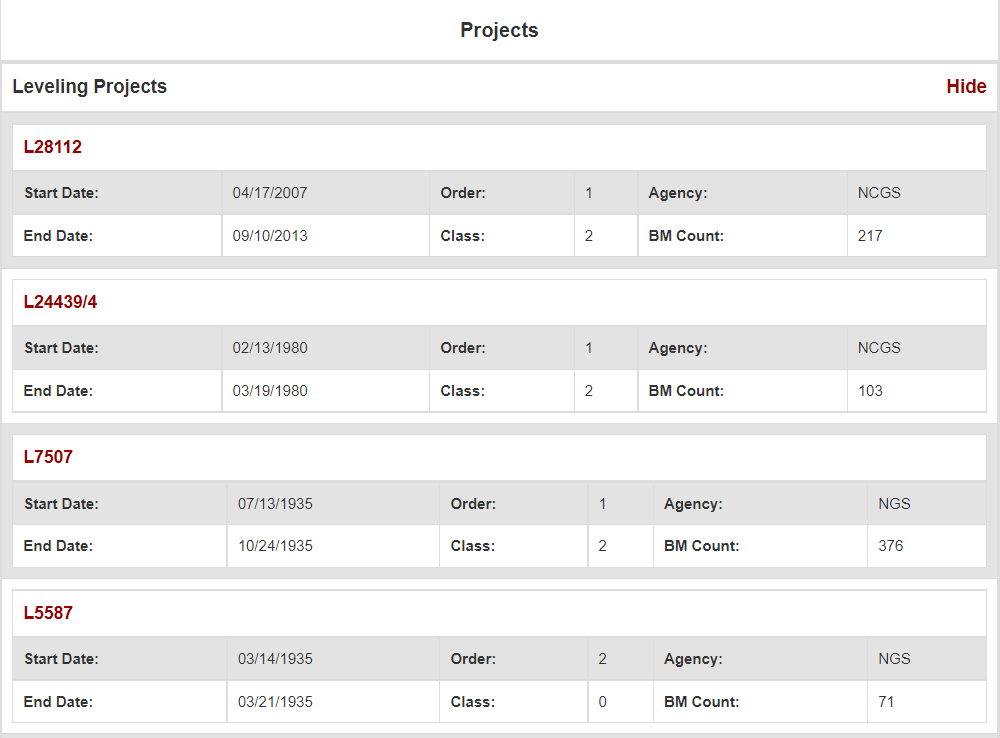 Projects
Leveling Projects Hide
L28112
Start Date: 04/17/2007 Order: 1 Agency: NCGS
End Date: 09/10/2013 Class: 2 BM Count: 217
L24439/4
Start Date: 02/13/1980 Order: 1 Agency: NCGS
End Date: 03/19/1980 Class: 2 BM Count: 103
L7507
Start Date: 07/13/1935 Order: 1 Agency: NGS
End Date: 10/24/1935 Class: 2 BM Count: 376
L5587
Start Date: 03/14/1935 Order: 2 Agency: NGS
End Date: 03/21/1935 Class: 0 BM Count: 71